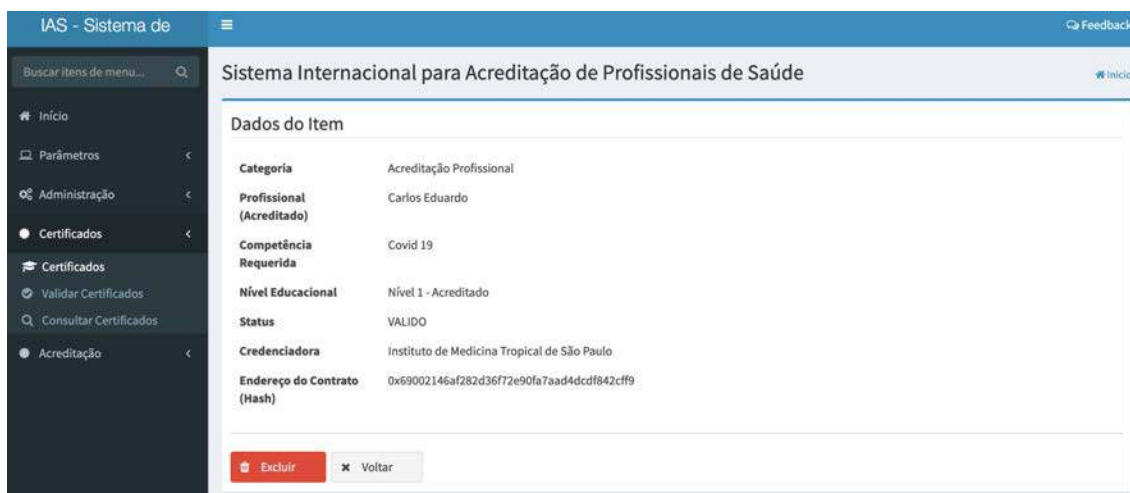 IAS - Sistema de
Feedback
Buscar itens de menu...
Sistema Internacional para Acreditação de Profissionais de Saúde
Início
Início
Parâmetros
Administração
Certificados
Certificados
Validar Certificados
Consultar Certificados
Acreditação
Dados do Item
Categoria Acreditação Profissional
Profissional Carlos Eduardo
(Acreditado)
Competência Covid 19
Requerida
Nível Educacional Nível 1 - Acreditado
Status VALIDO
Credenciadora Instituto de Medicina Tropical de São Paulo
Endereço do Contrato 0x69002146af282d36f72e90fa7aad4dcdf842cff9
(Hash)
Excluir
Voltar